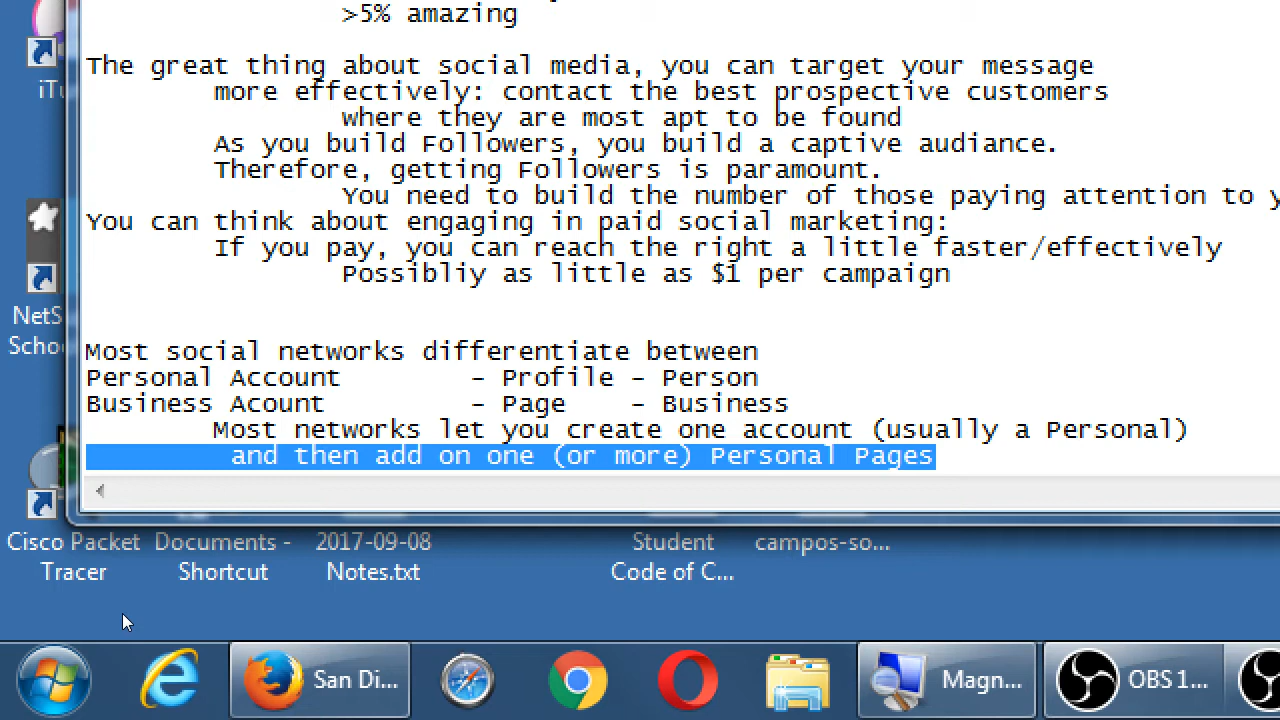 >5% amazing
The great thing about social media, you can target your message
more effectively: contact the best prospective customers
where they are most apt to be found
As you build Followers, you build a captive audiance.
Therefore, getting Followers is paramount.
You need to build the number of those paying attention to
You can think about engaging in paid social marketing:
If you pay, you can reach the right a little faster/effectively
Possibliy as little as $1 per campaign
Most social networks differentiate between
Personal Account - Profile - Person
Business Acount - Page - Business
Most networks let you create one account (usually a Personal)
and then add on one (or more) Personal Pages
Cisco Packet Tracer
Documents - Shortcut
2017-09-08 Notes.txt
Student Code of C...
campos-so...
San Di...
Magn...
OBS 1...